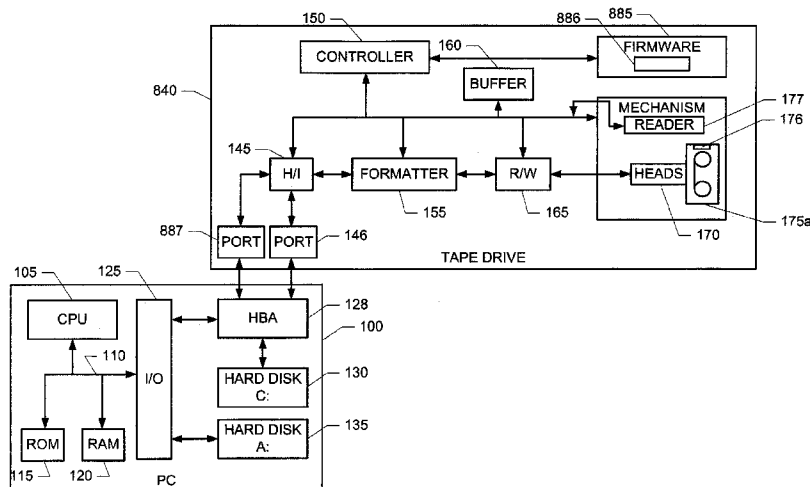 150
160
886
885
CONTROLLER
FIRMWARE
BUFFER
840
MECHANISM
177
READER
176
145
H/I
FORMATTER
R/W
HEADS
155
165
175a
887
146
170
PORT
PORT
TAPE DRIVE
105
125
CPU
HBA
128
100
110
I/O
HARD DISK
C:
130
HARD DISK
A:
135
ROM
RAM
115
120
PC